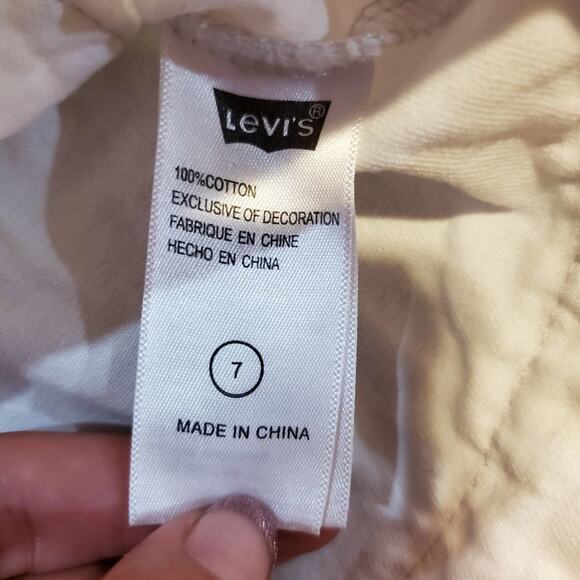 Levi's®
100%COTTON
EXCLUSIVE OF DECORATION
FABRIQUE EN CHINE
HECHO EN CHINA
7
MADE IN CHINA